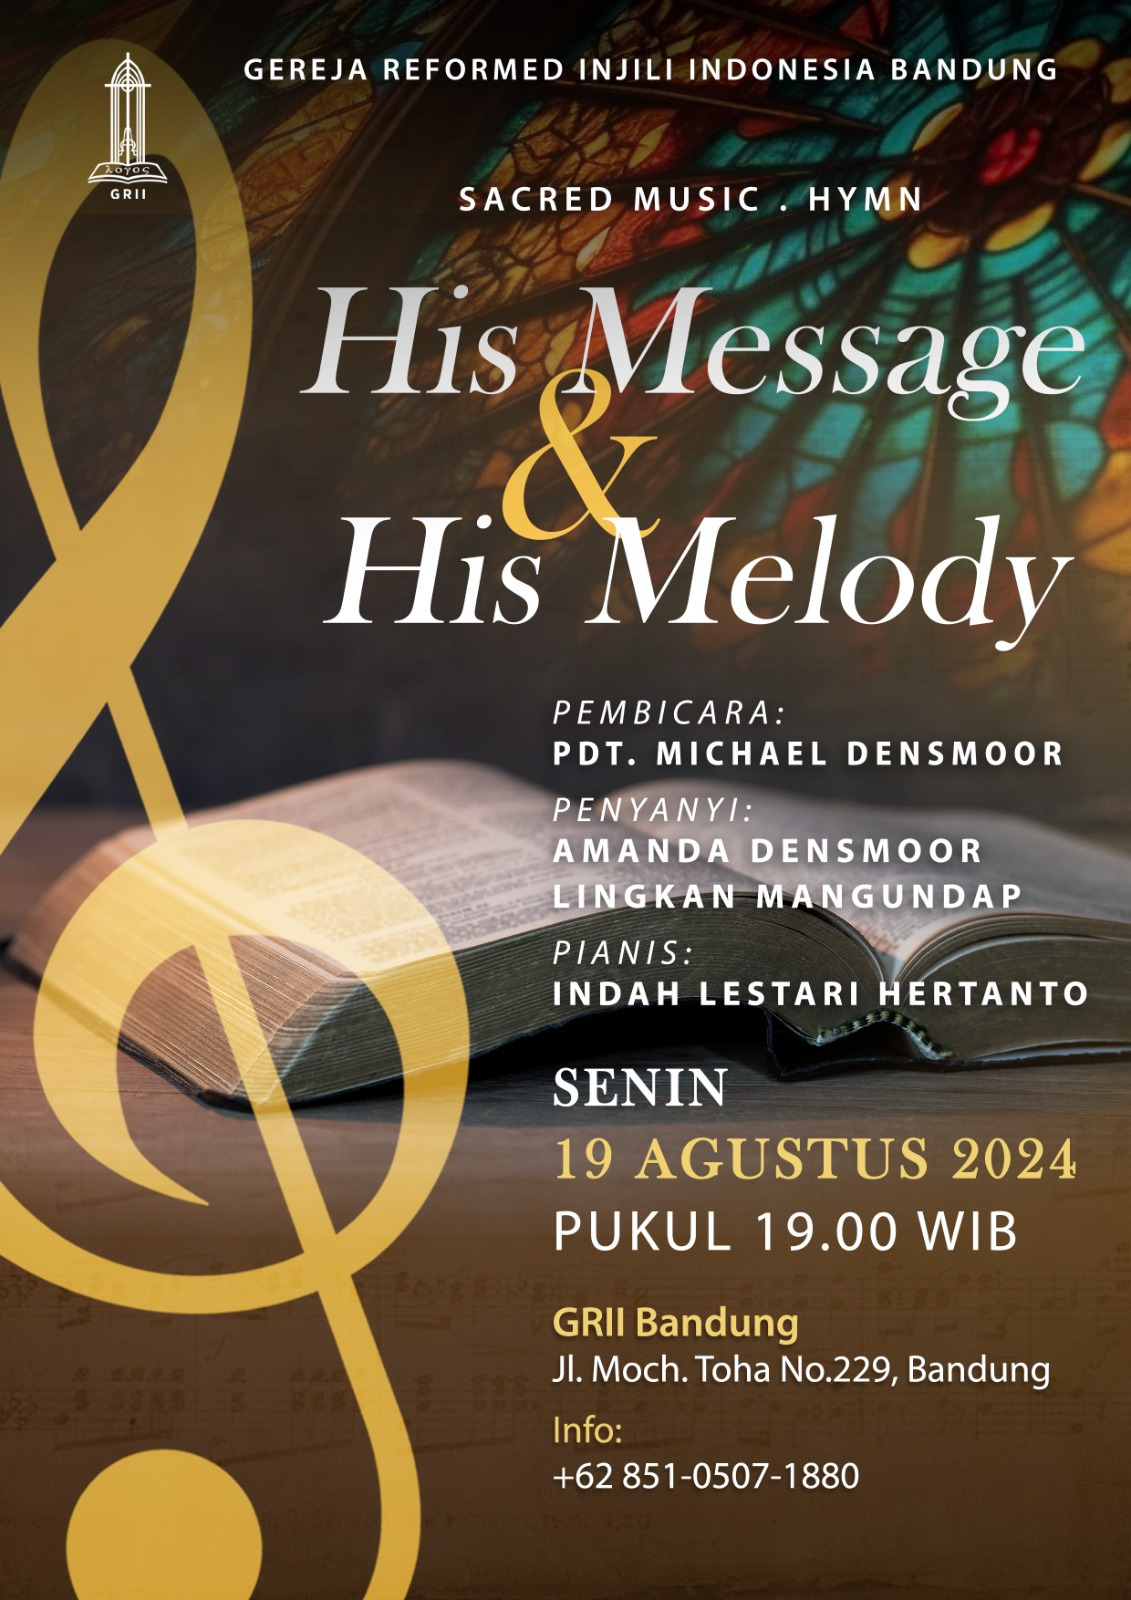 GEREJA REFORMED INJILI INDONESIA BANDUNG
λογος
GRII
SACRED MUSIC . HYMN
His Message
&
His Melody
PEMBICARA:
PDT. MICHAEL DENSMOOR
PENYANYI:
AMANDA DENSMOOR
LINGKAN MANGUNDAP
PIANIS:
INDAH LESTARI HERTANTO
SENIN
19 AGUSTUS 2024
PUKUL 19.00 WIB
GRII Bandung
Jl. Moch. Toha No.229, Bandung
Info:
+62 851-0507-1880